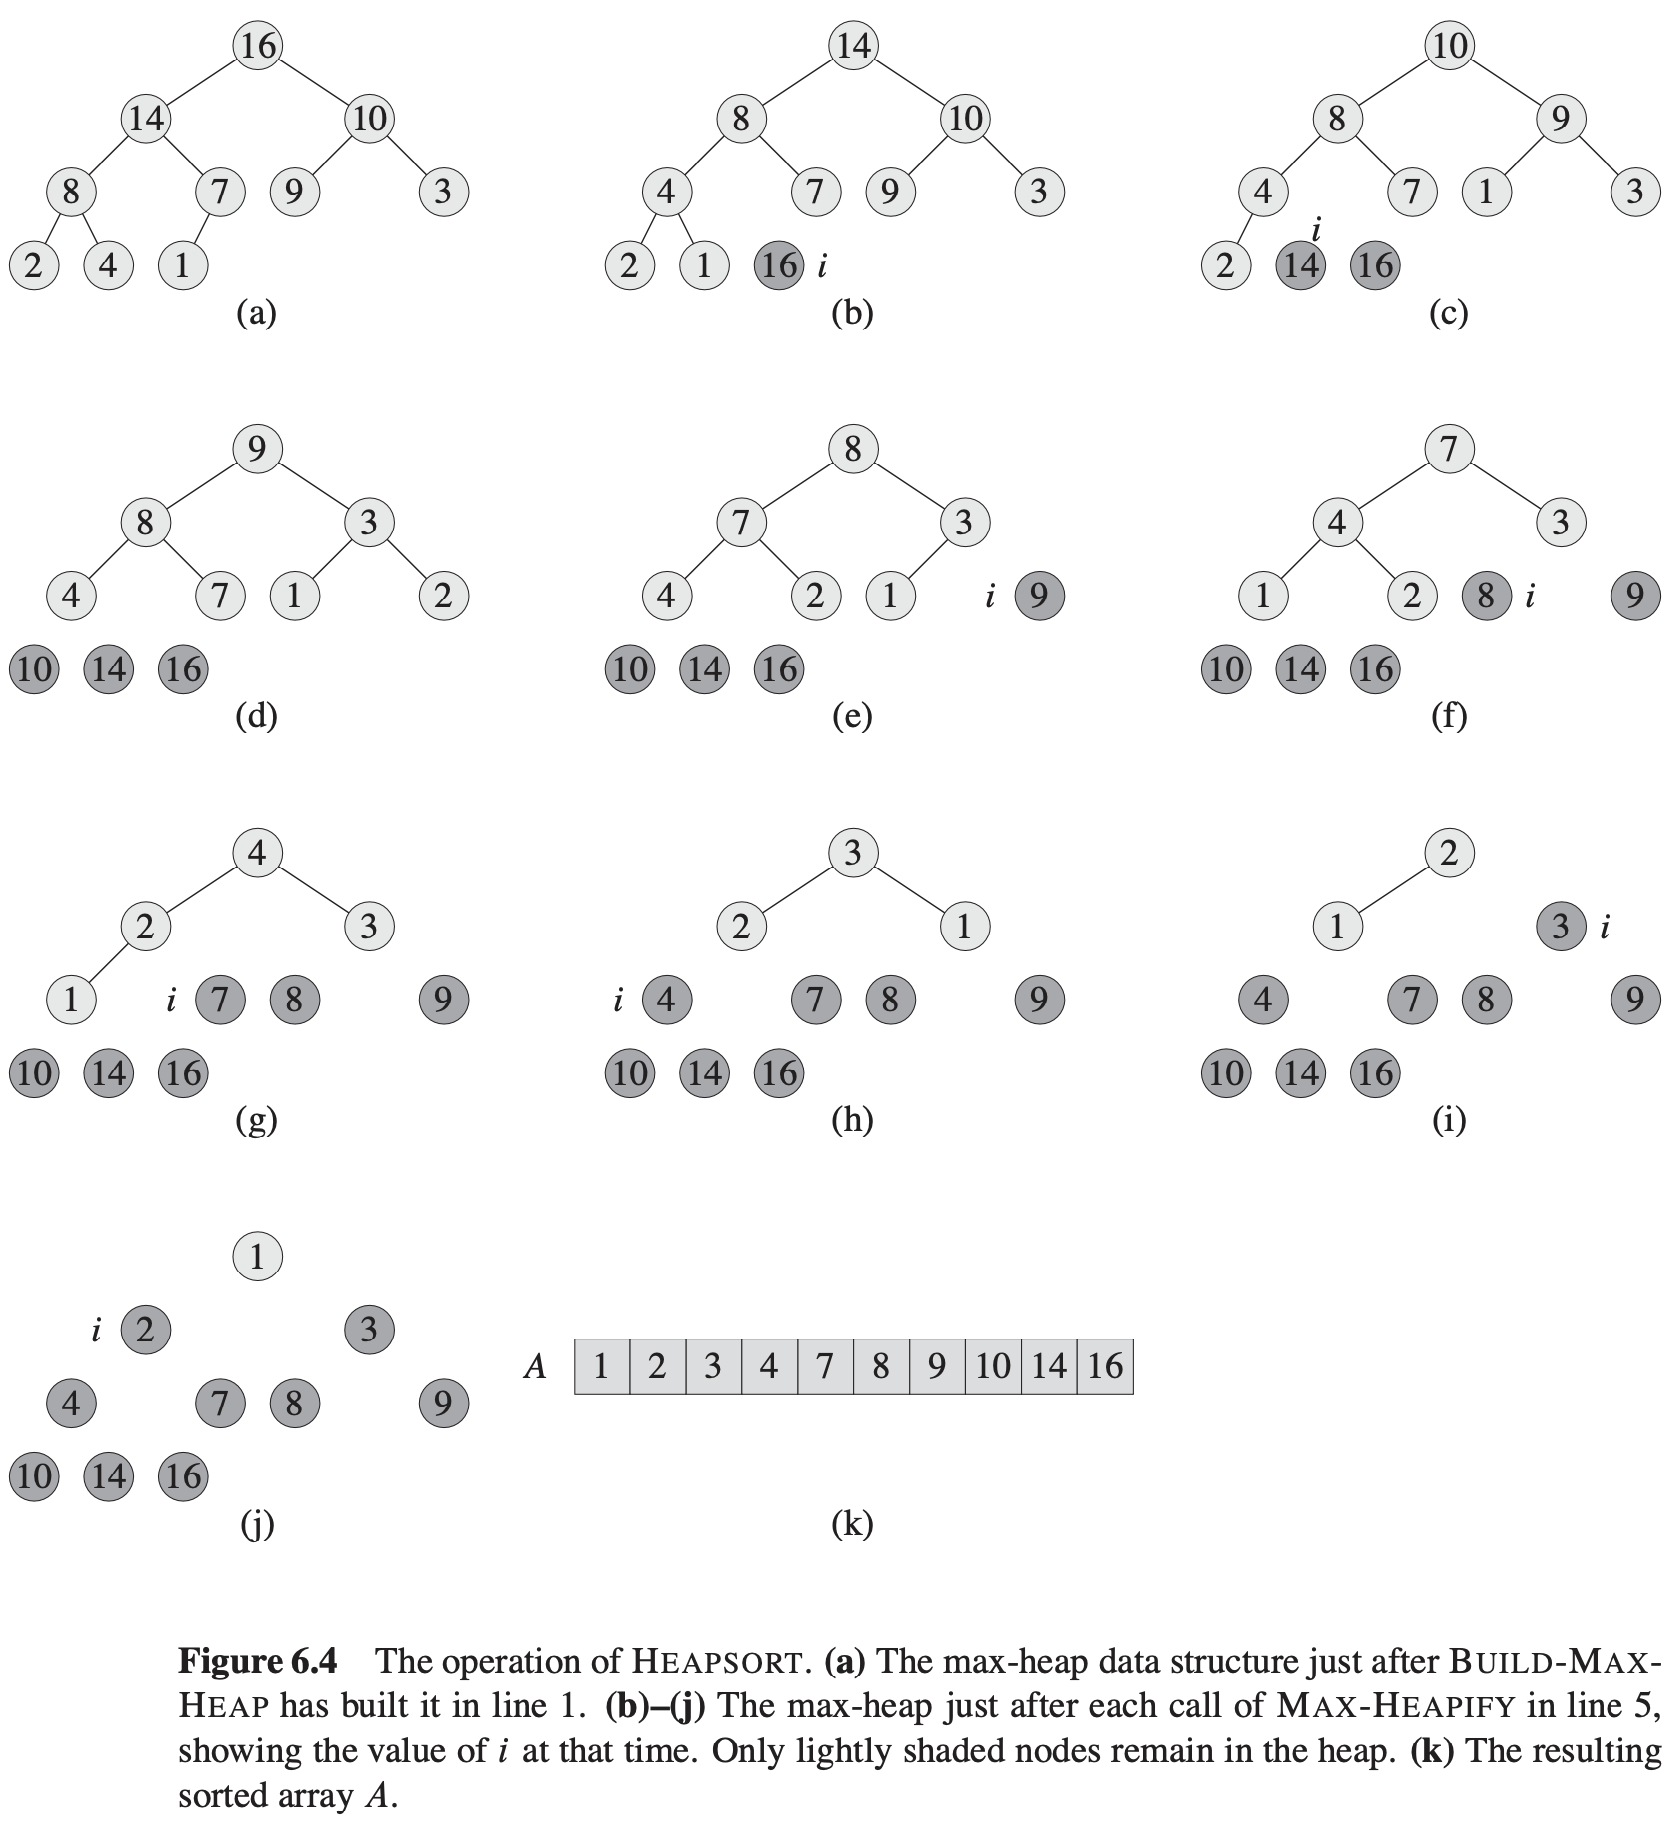 16
14 10
8 7 9 3
2 4 1
(a)
14
8 10
4 7 9 3
2 1 16 i
(b)
10
8 9
4 7 1 3
i
2 14 16
(c)
9
8 3
4 7 1 2
10 14 16
(d)
8
7 3
4 2 1 i 9
10 14 16
(e)
7
4 3
1 2 8 i 9
10 14 16
(f)
4
2 3
1 i 7 8 9
10 14 16
(g)
3
2 1
i 4 7 8 9
10 14 16
(h)
2
1 3 i
4 7 8 9
10 14 16
(i)
1
i 2 3
4 7 8 9
10 14 16
(j)
A 1 2 3 4 7 8 9 10 14 16
(k)
Figure 6.4 The operation of HEAPSORT. (a) The max-heap data structure just after BUILD-MAX-
HEAP has built it in line 1. (b)–(j) The max-heap just after each call of MAX-HEAPIFY in line 5,
showing the value of i at that time. Only lightly shaded nodes remain in the heap. (k) The resulting
sorted array A.